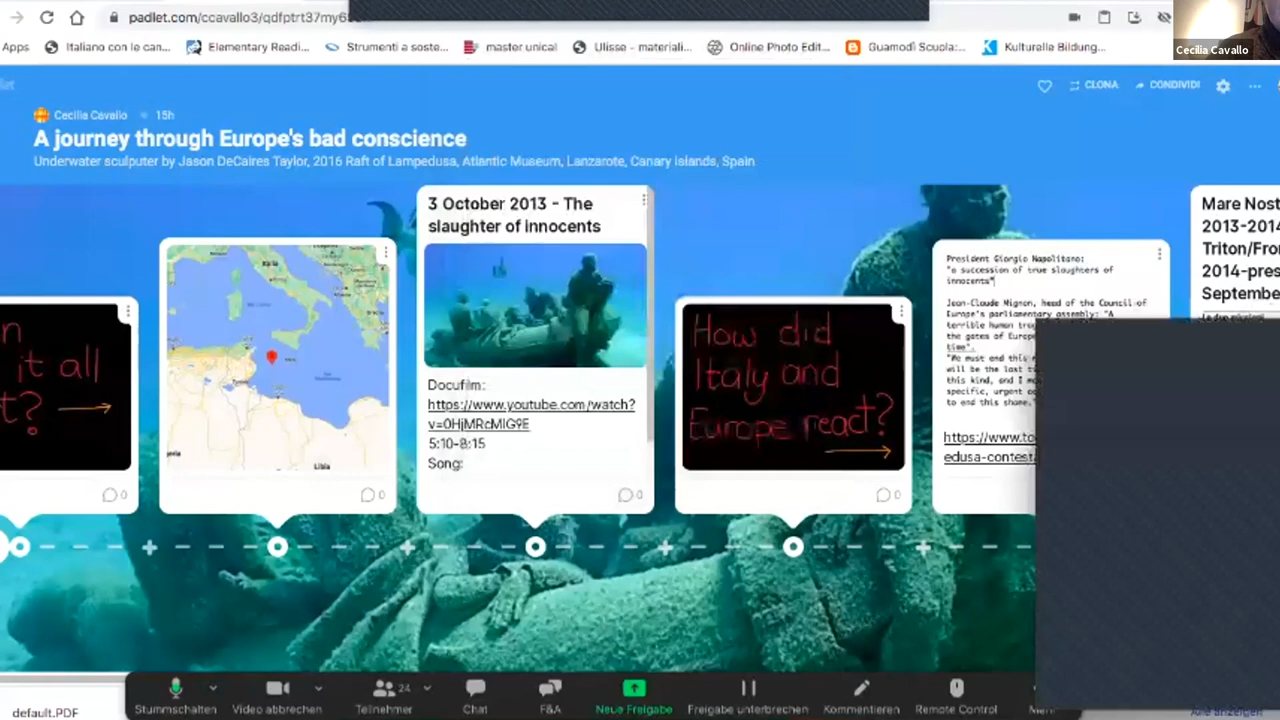 padlet.com/ccavallo3/qdfptrt37my6
Cecilia Cavallo
Apps
Italiano con le can...
Elementary Readi...
Strumenti a soste...
master unical
Ulisse - materiali...
Online Photo Edit...
Guamodì Scuola:...
Kulturelle Bildung...
CLONA
CONDIVIDI
Cecilia Cavallo
15h
A journey through Europe's bad conscience
Underwater sculputer by Jason DeCaires Taylor, 2016 Raft of Lampedusa, Atlantic Museum, Lanzarote, Canary islands, Spain
n
it all
t?
0
Italia
Libia
0
3 October 2013 - The
slaughter of innocents
Docufilm:
https://www.youtube.com/watch?
v=0HjMRcMIG9E
5:10-8:15
Song:
0
How did
Italy and
Europe react?
0
President Giorgio Napolitano:
"a succession of true slaughters of
innocents"
Jean-Claude Mignon, head of the Council of
Europe's parliamentary assembly: "A
terrible human trag
the gates of Europe
time".
"We must end this
will be the last t
this kind, and I
specific, urgent
to end this shame."
https://www.to
edusa-contest/
Mare Nost
2013-2014
Triton/Fron
2014-pres
September
default.PDF
Stummschalten
Video abbrechen
24
Teilnehmer
Chat
F&A
Neue Freigabe
Freigabe unterbrechen
Kommentieren
Remote Control
Alle anzeigen